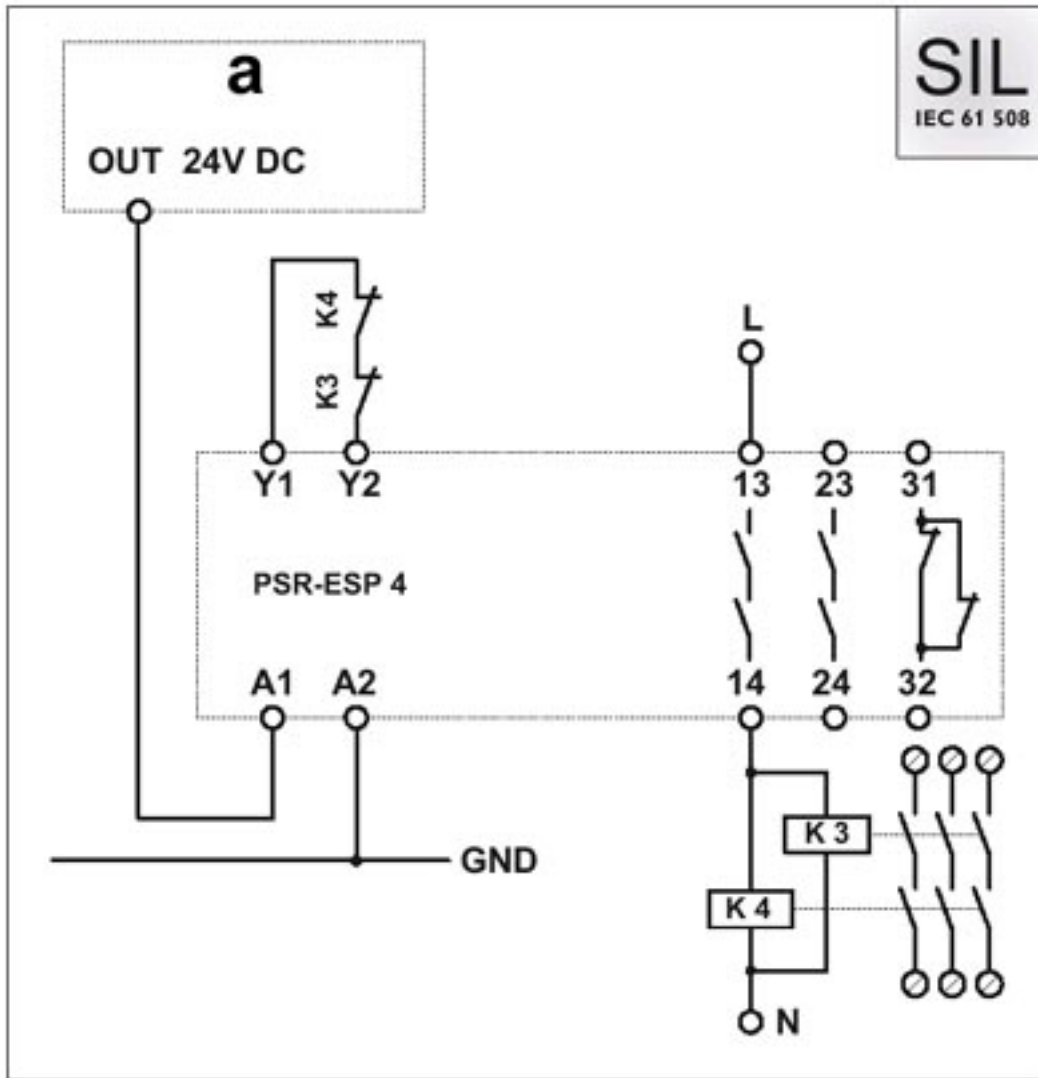 a
SIL
IEC 61 508
OUT 24V DC
K4
K3
L
Y1 Y2 13 23 31
PSR-ESP 4
A1 A2 14 24 32
K 3
GND
K 4
N